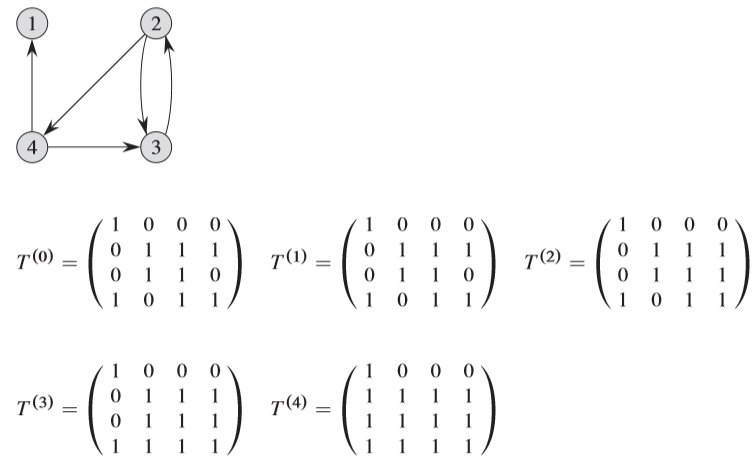 1 2
4 3
T^(0) = ( 1 0 0 0 ; 0 1 1 1 ; 0 1 1 0 ; 1 0 1 1 ) T^(1) = ( 1 0 0 0 ; 0 1 1 1 ; 0 1 1 0 ; 1 0 1 1 ) T^(2) = ( 1 0 0 0 ; 0 1 1 1 ; 0 1 1 1 ; 1 0 1 1 )
T^(3) = ( 1 0 0 0 ; 0 1 1 1 ; 0 1 1 1 ; 1 1 1 1 ) T^(4) = ( 1 0 0 0 ; 1 1 1 1 ; 1 1 1 1 ; 1 1 1 1 )